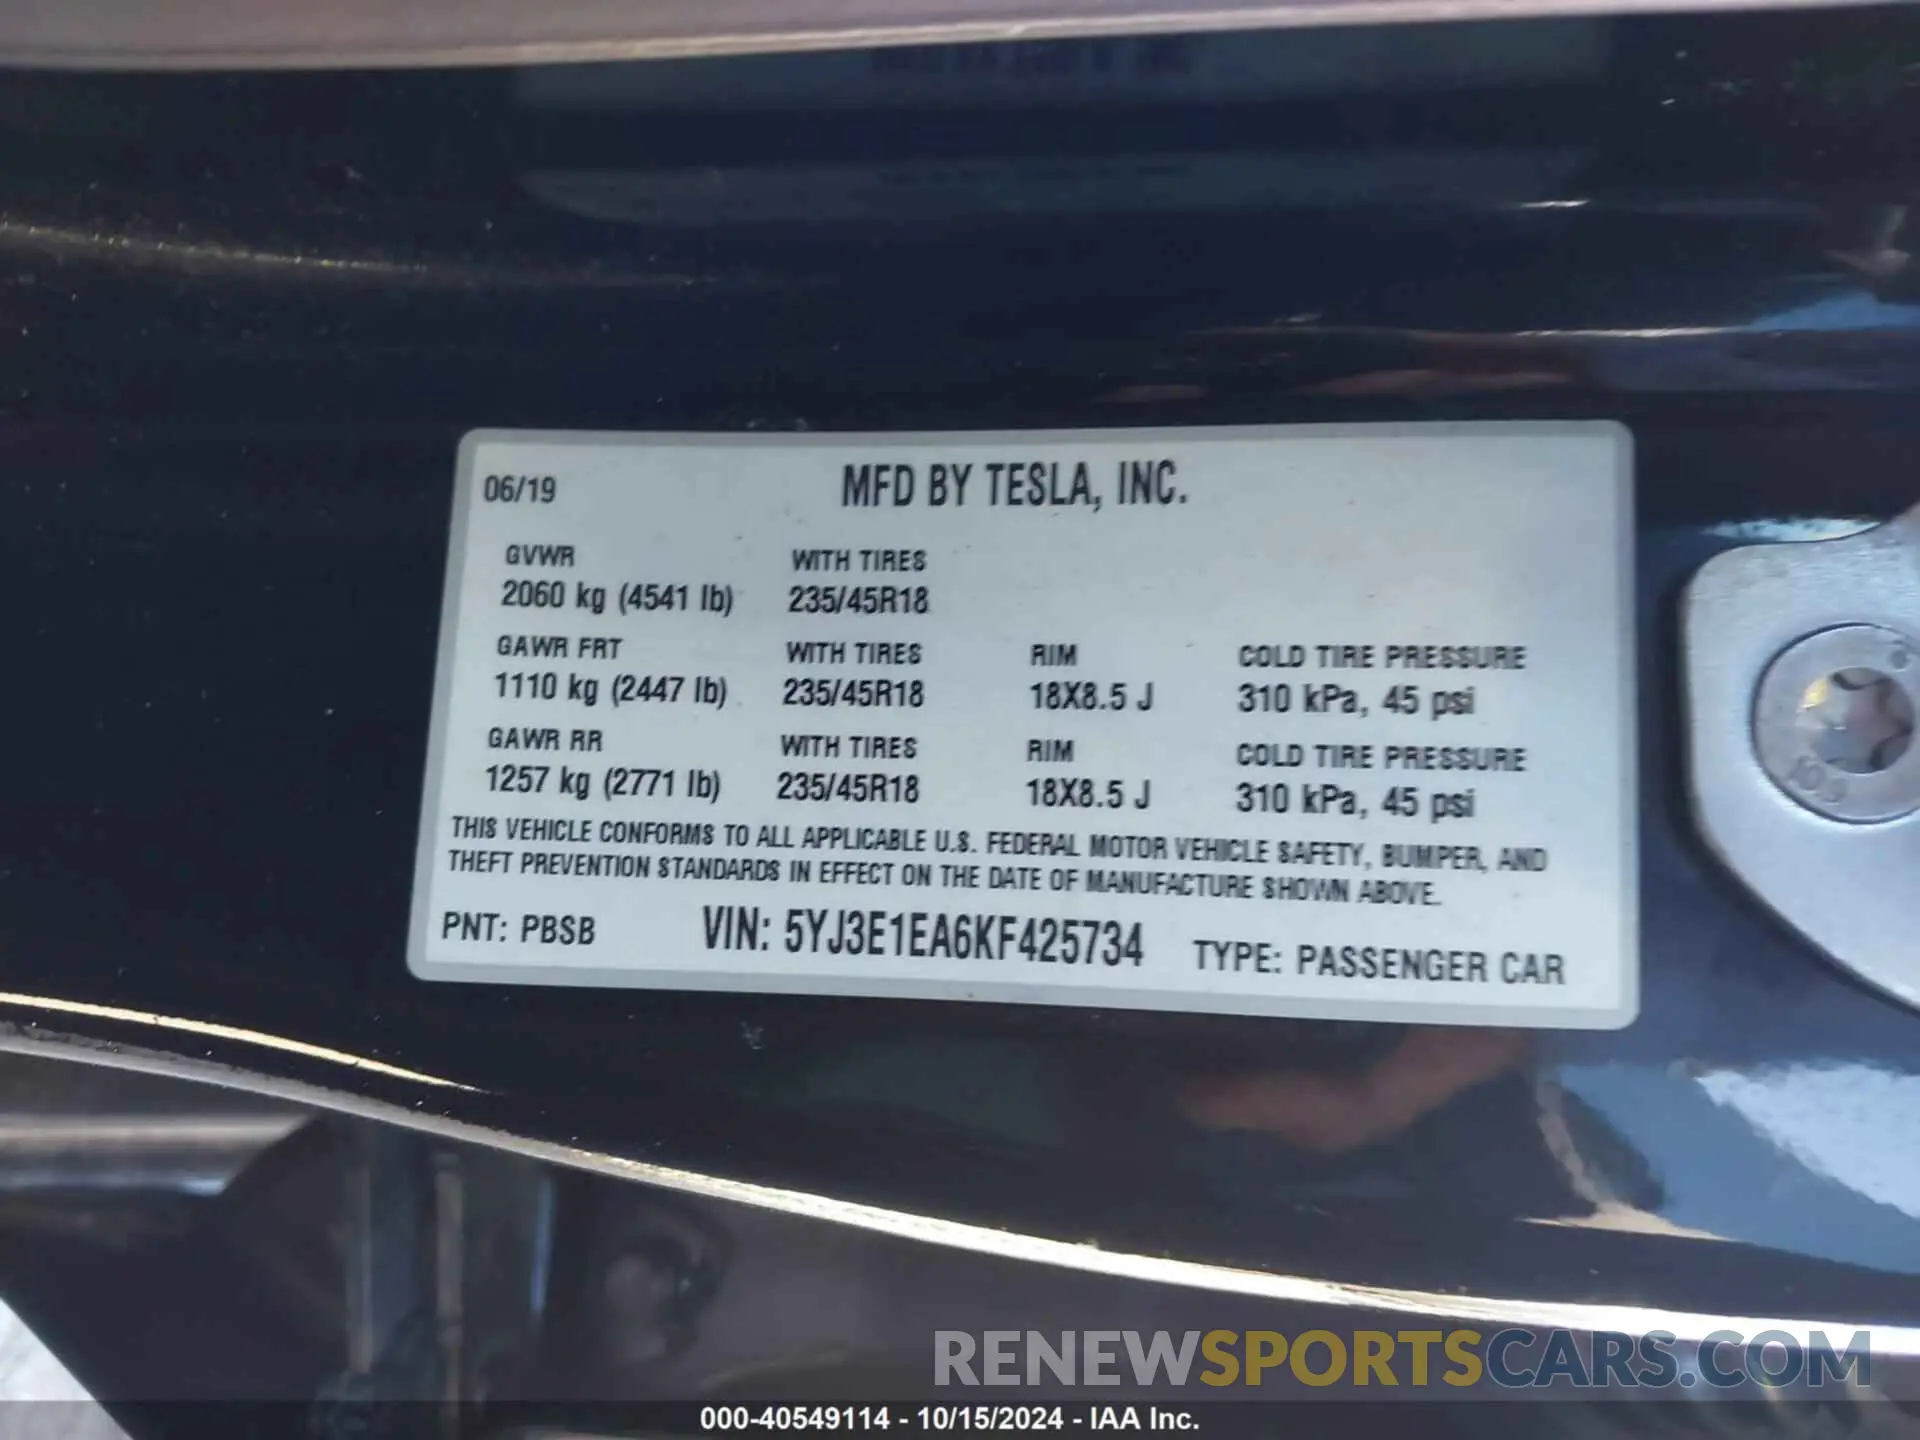 06/19 MFD BY TESLA, INC.
GVWR WITH TIRES
2060 kg (4541 lb) 235/45R18
GAWR FRT WITH TIRES RIM COLD TIRE PRESSURE
1110 kg (2447 lb) 235/45R18 18X8.5 J 310 kPa, 45 psi
GAWR RR WITH TIRES RIM COLD TIRE PRESSURE
1257 kg (2771 lb) 235/45R18 18X8.5 J 310 kPa, 45 psi
THIS VEHICLE CONFORMS TO ALL APPLICABLE U.S. FEDERAL MOTOR VEHICLE SAFETY, BUMPER, AND
THEFT PREVENTION STANDARDS IN EFFECT ON THE DATE OF MANUFACTURE SHOWN ABOVE.
PNT: PBSB VIN: 5YJ3E1EA6KF425734 TYPE: PASSENGER CAR
RENEWSPORTSCARS.COM
000-40549114 - 10/15/2024 - IAA Inc.